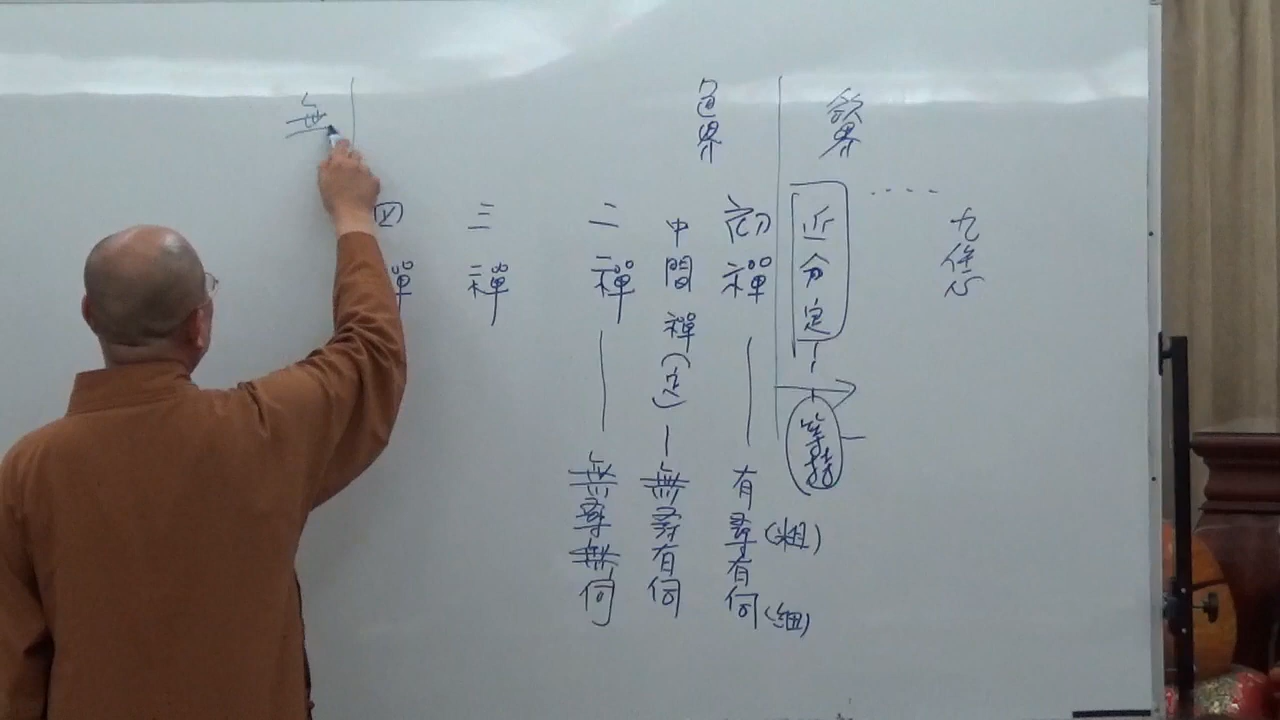 九住心
欲界
近分定
等持
色界
初禪
有尋(粗)有伺(細)
中間禪(定)
無尋有伺
二禪
無尋無伺
三禪
四禪
無